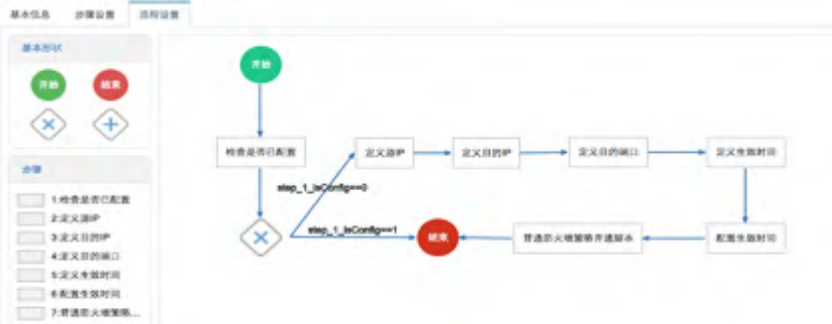 基本信息 步骤设置 流程设置
基本形状
开始 结束
步骤
1:检查是否已配置
2:定义源IP
3:定义目的IP
4:定义目的端口
5:定义生效时间
6:配置生效时间
7:普通防火墙策略...
开始
检查是否已配置 定义源IP 定义目的IP 定义目的端口 定义生效时间
step_1_IsConfig==0
step_1_IsConfig==1
结束 普通防火墙策略开通脚本 配置生效时间